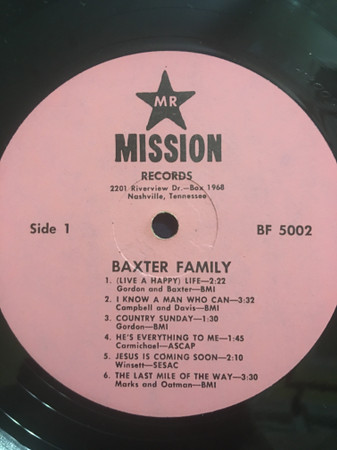 MR
MISSION
RECORDS
2201 Riverview Dr.—Box 1968
Nashville, Tennessee
Side 1
BF 5002
BAXTER FAMILY
1. (LIVE A HAPPY) LIFE—2:22
Gordon and Baxter—BMI
2. I KNOW A MAN WHO CAN—3:32
Campbell and Davis—BMI
3. COUNTRY SUNDAY—1:30
Gordon—BMI
4. HE'S EVERYTHING TO ME—1:45
Carmichael—ASCAP
5. JESUS IS COMING SOON—2:10
Winsett—SESAC
6. THE LAST MILE OF THE WAY—3:30
Marks and Oatman—BMI